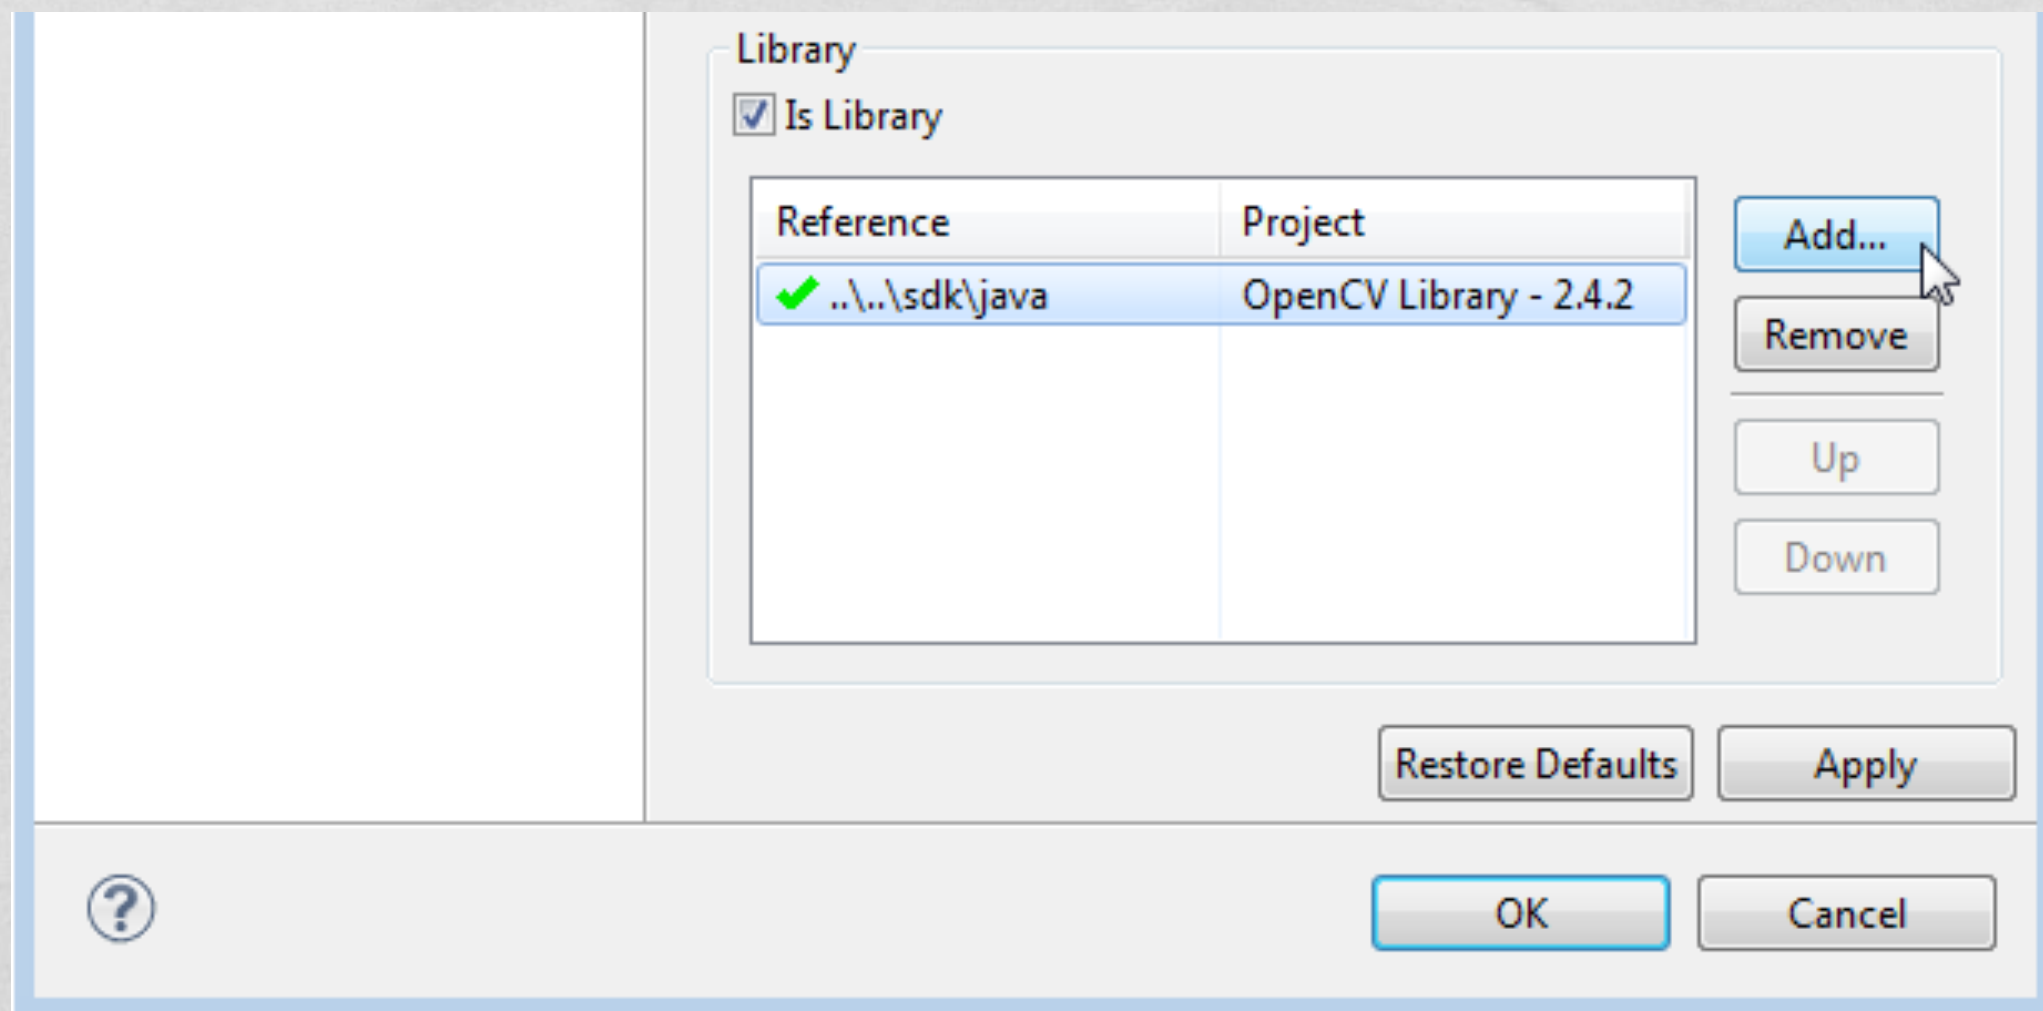 Library
Is Library
Reference Project
..\..\sdk\java OpenCV Library - 2.4.2
Add...
Remove
Up
Down
Restore Defaults Apply
? OK Cancel